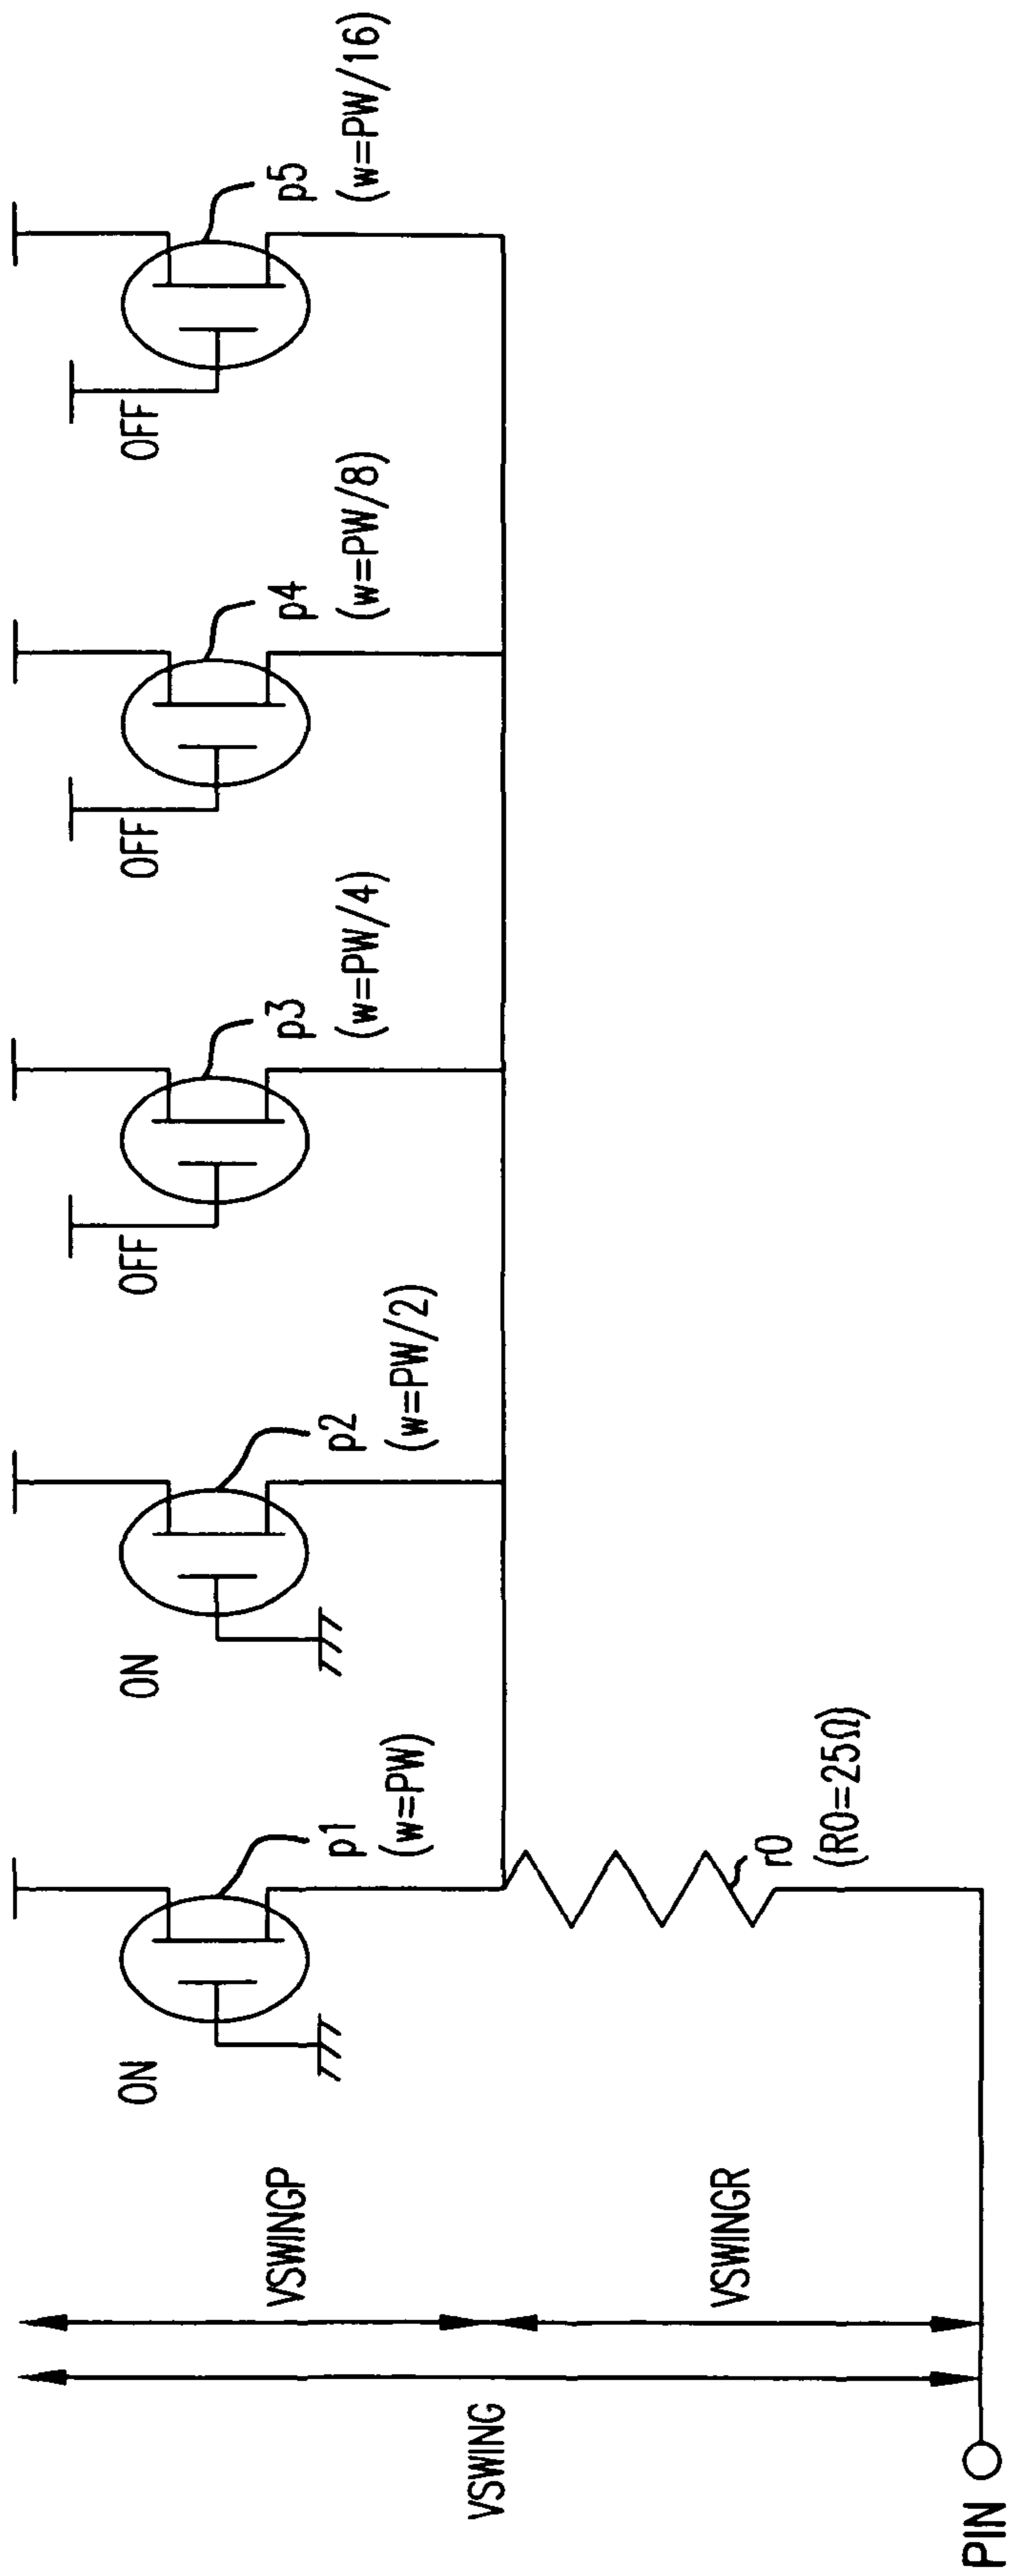 ON
ON
OFF
OFF
OFF
p1
(w=PW)
p2
(w=PW/2)
p3
(w=PW/4)
p4
(w=PW/8)
p5
(w=PW/16)
VSWINGP
VSWING
VSWINGR
r0
(R0=25Ω)
PIN